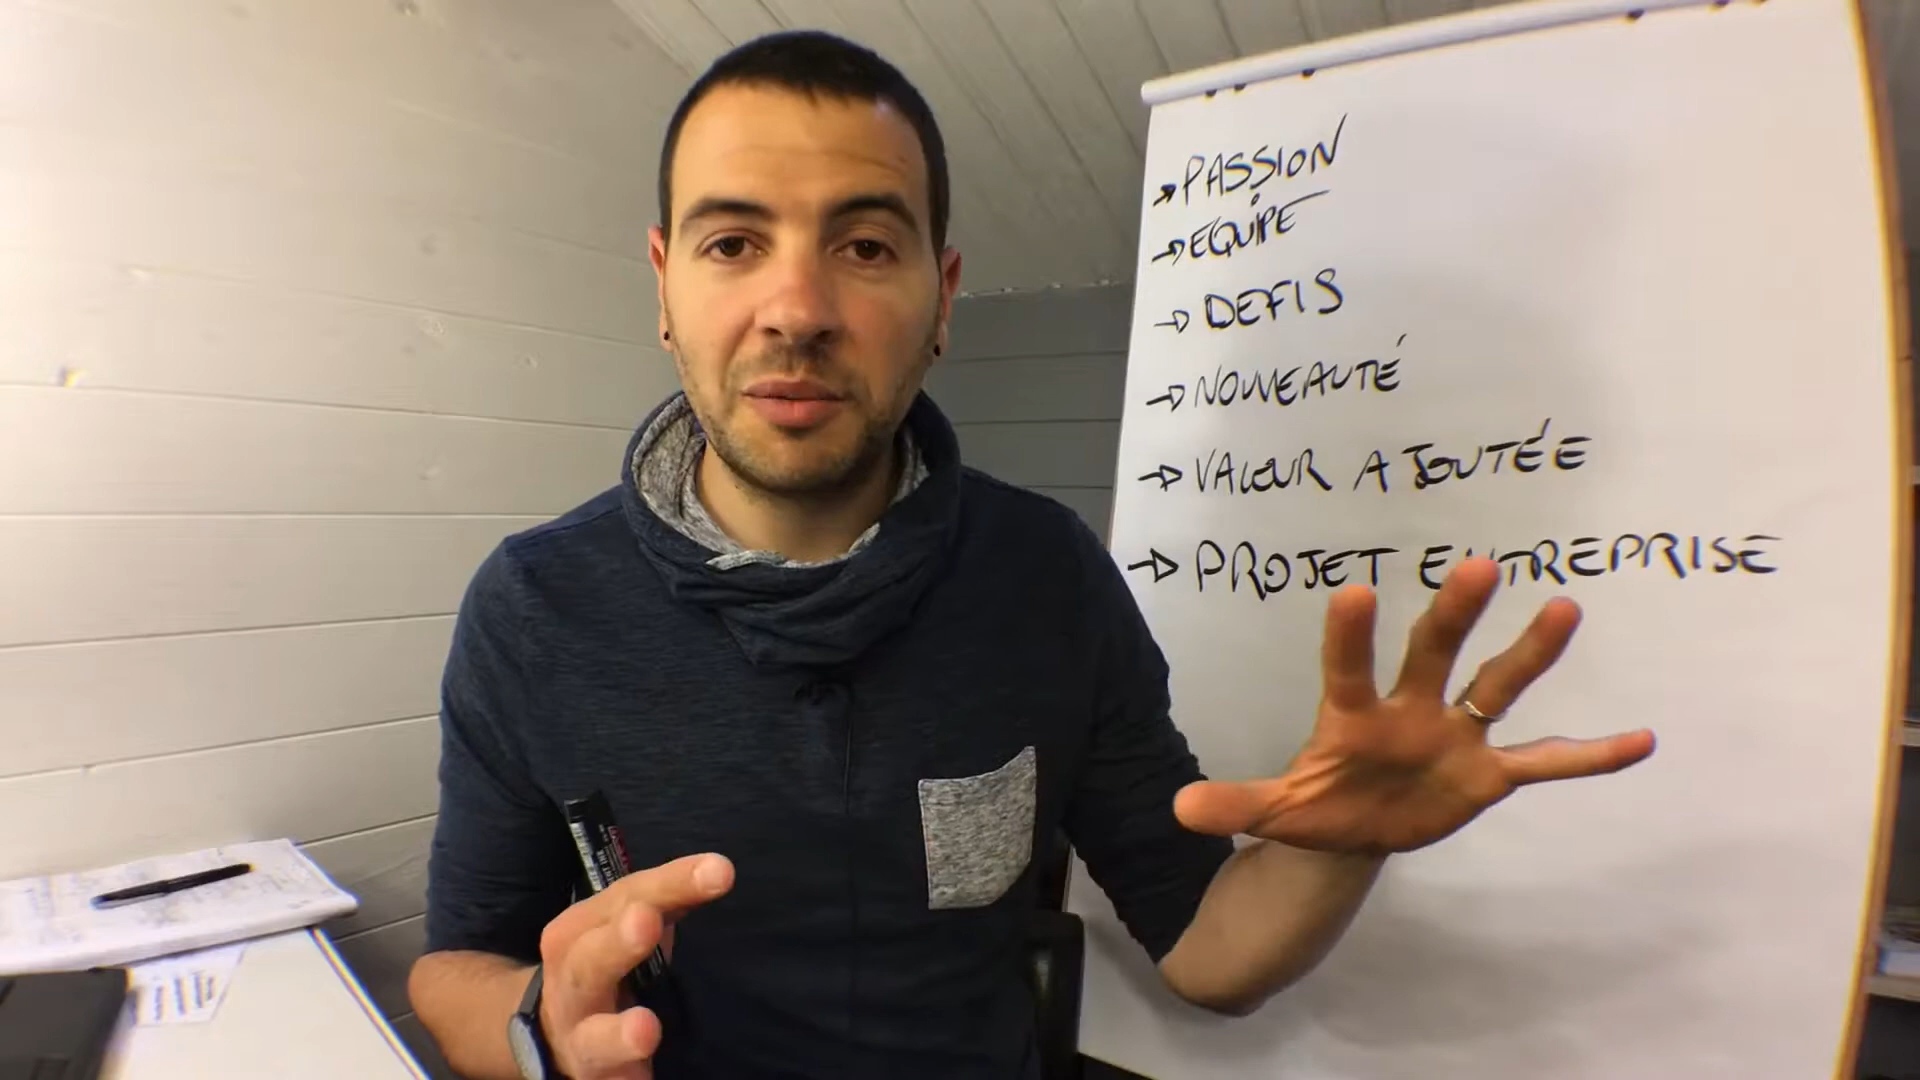 → PASSION
→ EQUIPE
→ DEFIS
→ NOUVEAUTÉ
→ VALEUR AJOUTÉE
→ PROJET ENTREPRISE